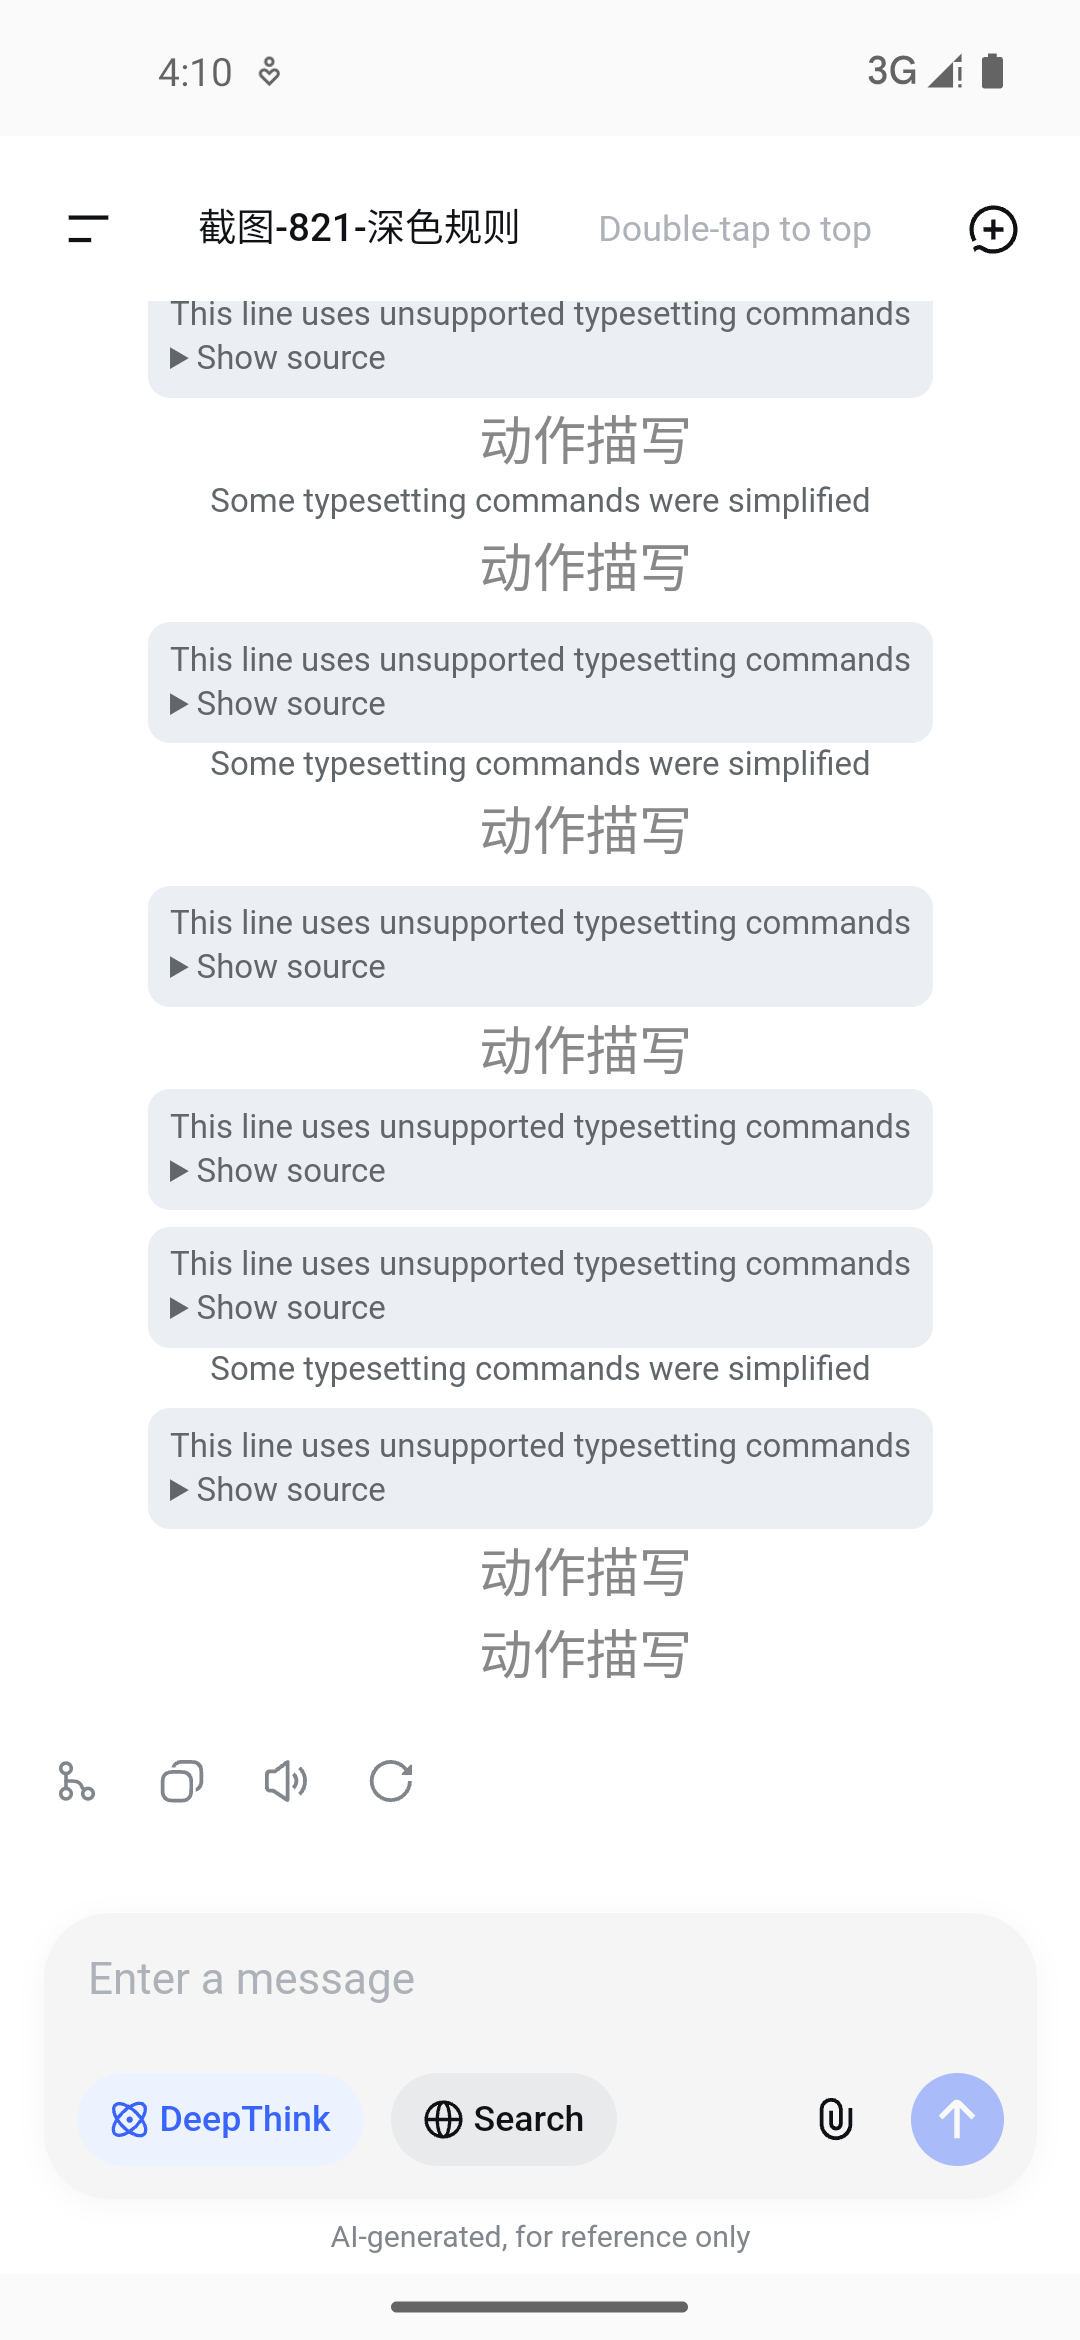 4:10
3G
截图-821-深色规则 Double-tap to top
This line uses unsupported typesetting commands
▶ Show source
动作描写
Some typesetting commands were simplified
动作描写
This line uses unsupported typesetting commands
▶ Show source
Some typesetting commands were simplified
动作描写
This line uses unsupported typesetting commands
▶ Show source
动作描写
This line uses unsupported typesetting commands
▶ Show source
This line uses unsupported typesetting commands
▶ Show source
Some typesetting commands were simplified
This line uses unsupported typesetting commands
▶ Show source
动作描写
动作描写
Enter a message
DeepThink Search
AI-generated, for reference only